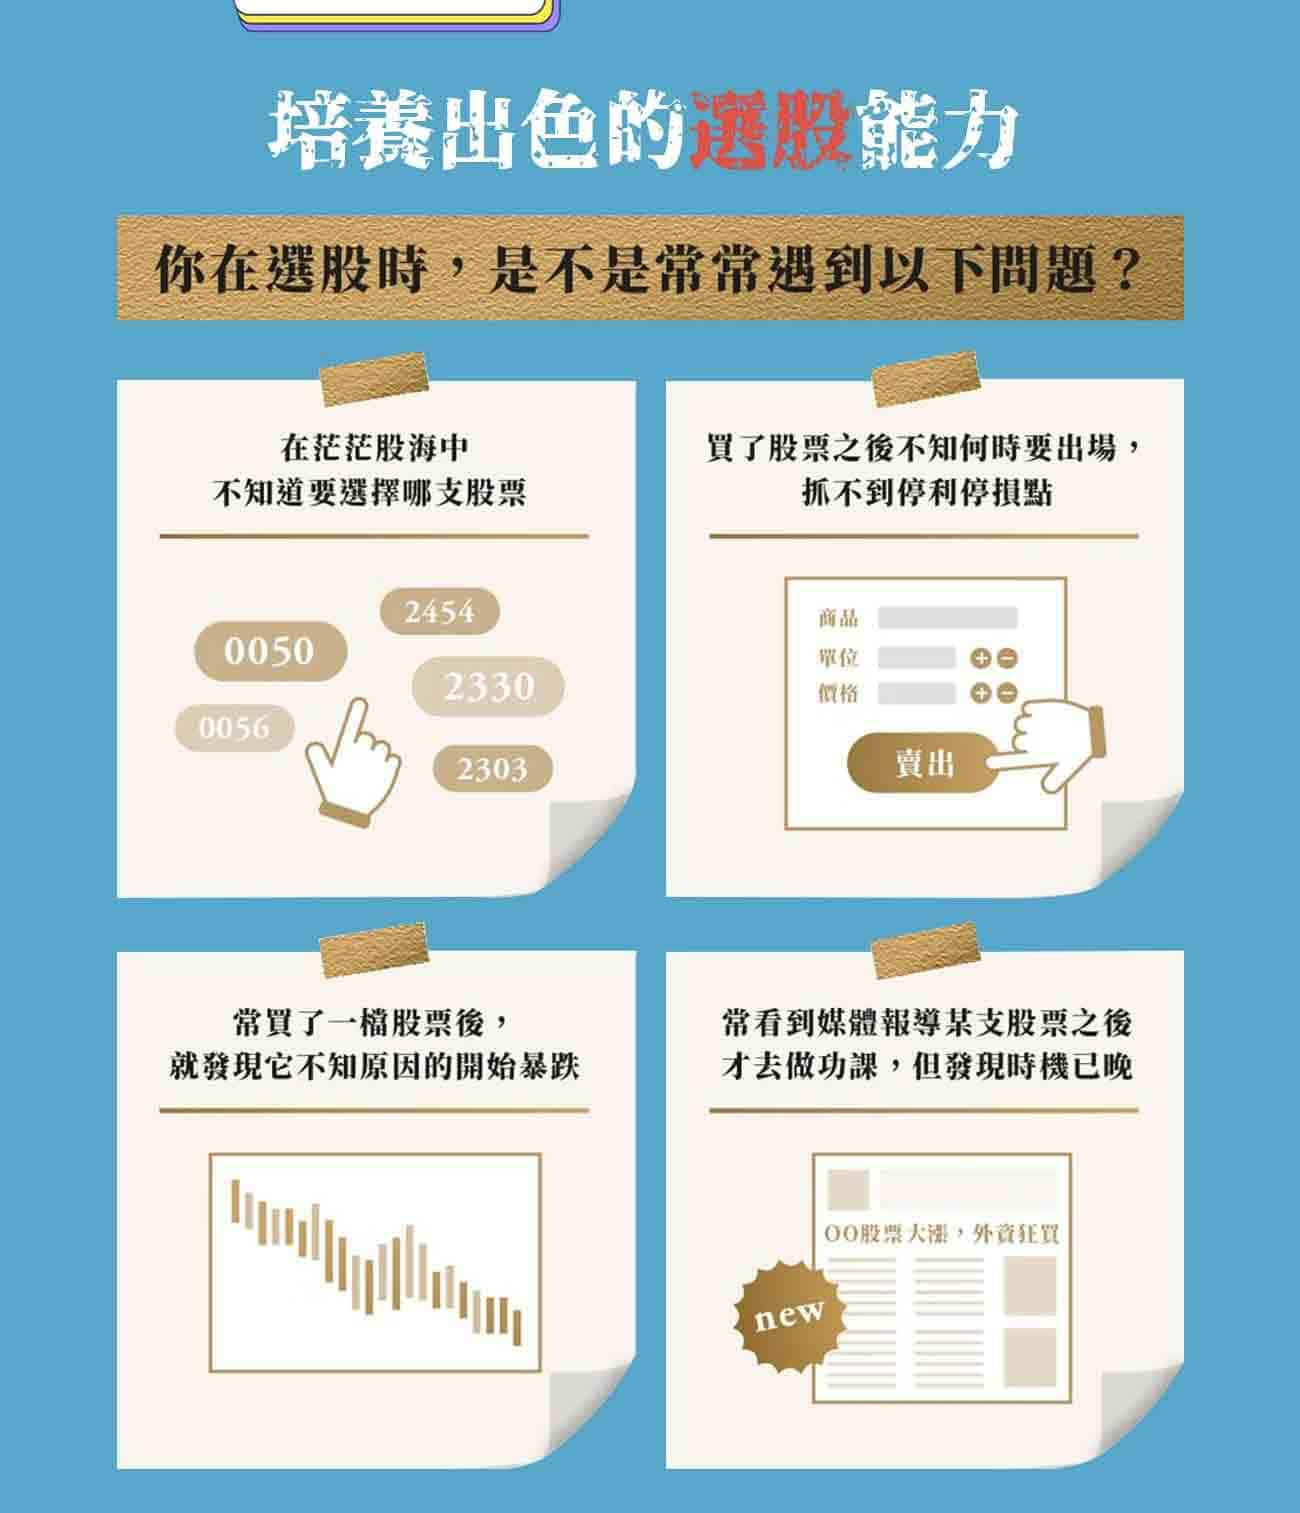 培養出色的選股能力
你在選股時，是不是常常遇到以下問題？
在茫茫股海中
不知道要選擇哪支股票
2454
0050
2330
0056
2303
買了股票之後不知何時要出場，
抓不到停利停損點
商品
單位
價格
賣出
常買了一檔股票後，
就發現它不知原因的開始暴跌
常看到媒體報導某支股票之後
才去做功課，但發現時機已晚
OO股票大漲，外資狂買
new